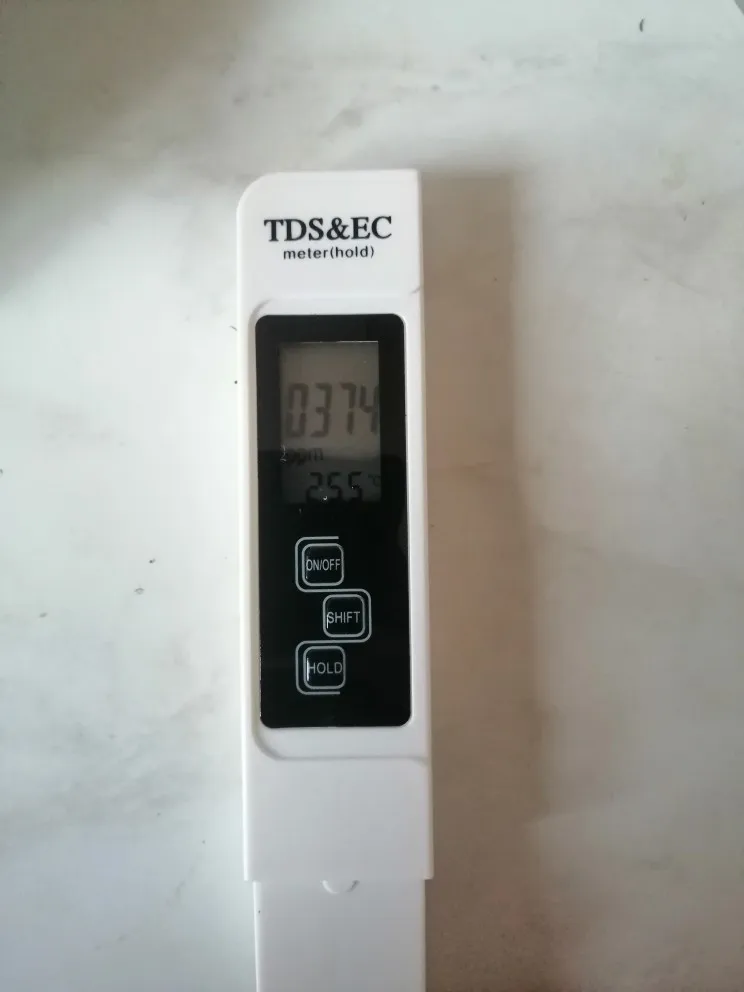 TDS&EC
meter(hold)
0374
ppm
25.5 °C
ON/OFF
SHIFT
HOLD